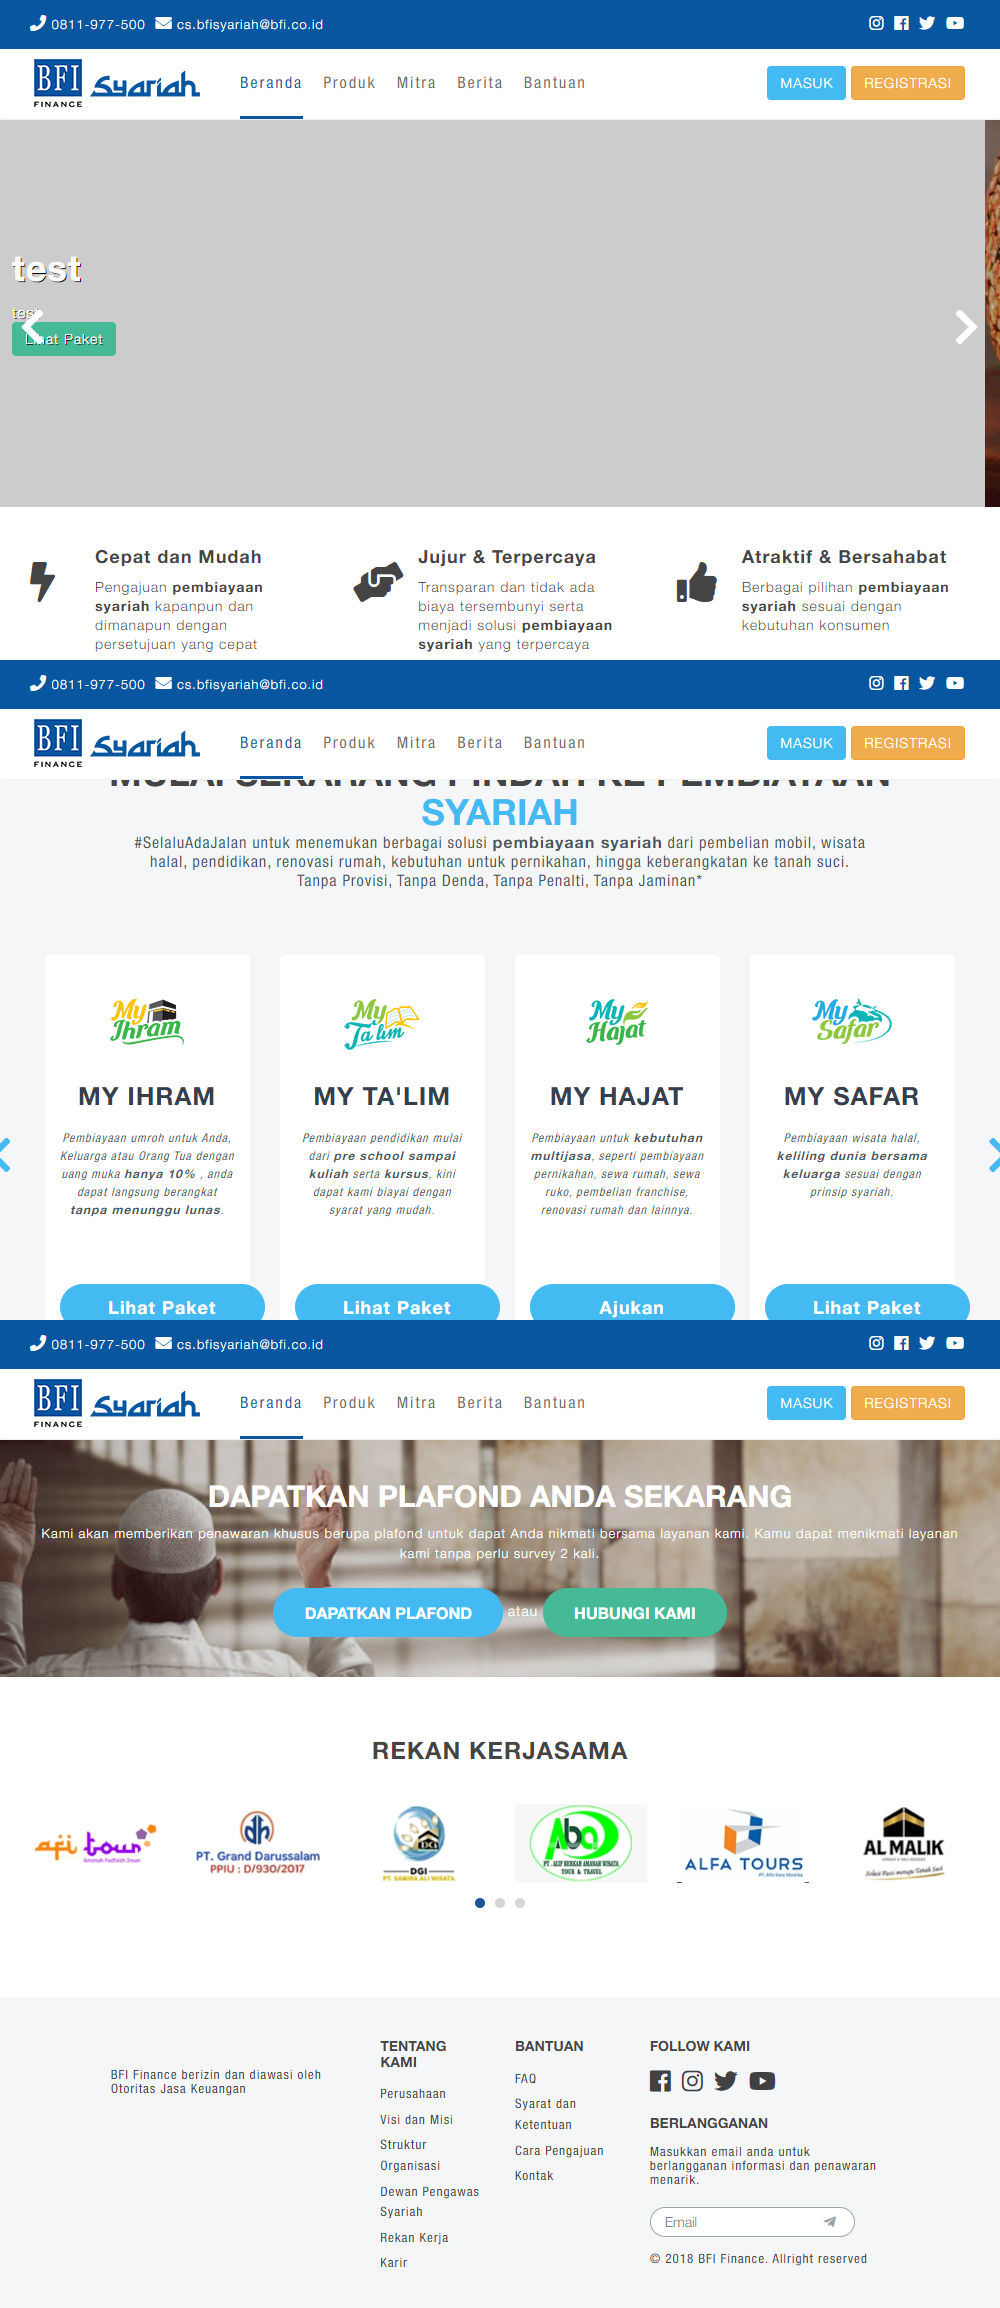 0811-977-500 cs.bfisyariah@bfi.co.id
BFI FINANCE Syariah
Beranda Produk Mitra Berita Bantuan
MASUK REGISTRASI
test
test
Lihat Paket
Cepat dan Mudah
Pengajuan pembiayaan
syariah kapanpun dan
dimanapun dengan
persetujuan yang cepat
Jujur & Terpercaya
Transparan dan tidak ada
biaya tersembunyi serta
menjadi solusi pembiayaan
syariah yang terpercaya
Atraktif & Bersahabat
Berbagai pilihan pembiayaan
syariah sesuai dengan
kebutuhan konsumen
0811-977-500 cs.bfisyariah@bfi.co.id
BFI FINANCE Syariah
Beranda Produk Mitra Berita Bantuan
MASUK REGISTRASI
MULAI SEKARANG PINDAH KE PEMBIAYAAN
SYARIAH
#SelaluAdaJalan untuk menemukan berbagai solusi pembiayaan syariah dari pembelian mobil, wisata
halal, pendidikan, renovasi rumah, kebutuhan untuk pernikahan, hingga keberangkatan ke tanah suci.
Tanpa Provisi, Tanpa Denda, Tanpa Penalti, Tanpa Jaminan*
My Ihram
MY IHRAM
Pembiayaan umroh untuk Anda,
Keluarga atau Orang Tua dengan
uang muka hanya 10% , anda
dapat langsung berangkat
tanpa menunggu lunas.
Lihat Paket
My Ta'lim
MY TA'LIM
Pembiayaan pendidikan mulai
dari pre school sampai
kuliah serta kursus, kini
dapat kami biayai dengan
syarat yang mudah.
Lihat Paket
My Hajat
MY HAJAT
Pembiayaan untuk kebutuhan
multijasa, seperti pembiayaan
pernikahan, sewa rumah, sewa
ruko, pembelian franchise,
renovasi rumah dan lainnya.
Ajukan
My Safar
MY SAFAR
Pembiayaan wisata halal,
keliling dunia bersama
keluarga sesuai dengan
prinsip syariah.
Lihat Paket
0811-977-500 cs.bfisyariah@bfi.co.id
BFI FINANCE Syariah
Beranda Produk Mitra Berita Bantuan
MASUK REGISTRASI
DAPATKAN PLAFOND ANDA SEKARANG
Kami akan memberikan penawaran khusus berupa plafond untuk dapat Anda nikmati bersama layanan kami. Kamu dapat menikmati layanan
kami tanpa perlu survey 2 kali.
DAPATKAN PLAFOND atau HUBUNGI KAMI
REKAN KERJASAMA
tour
PT. Grand Darussalam
PPIU : D/930/2017
DGI
PT. SAMIRA ALI WISATA
Aba
PT. ALIF BERKAH AMANAH WISATA
TOUR & TRAVEL
ALFA TOURS
AL MALIK
BFI Finance berizin dan diawasi oleh
Otoritas Jasa Keuangan
TENTANG
KAMI
Perusahaan
Visi dan Misi
Struktur
Organisasi
Dewan Pengawas
Syariah
Rekan Kerja
Karir
BANTUAN
FAQ
Syarat dan
Ketentuan
Cara Pengajuan
Kontak
FOLLOW KAMI
BERLANGGANAN
Masukkan email anda untuk
berlangganan informasi dan penawaran
menarik.
Email
© 2018 BFI Finance. Allright reserved